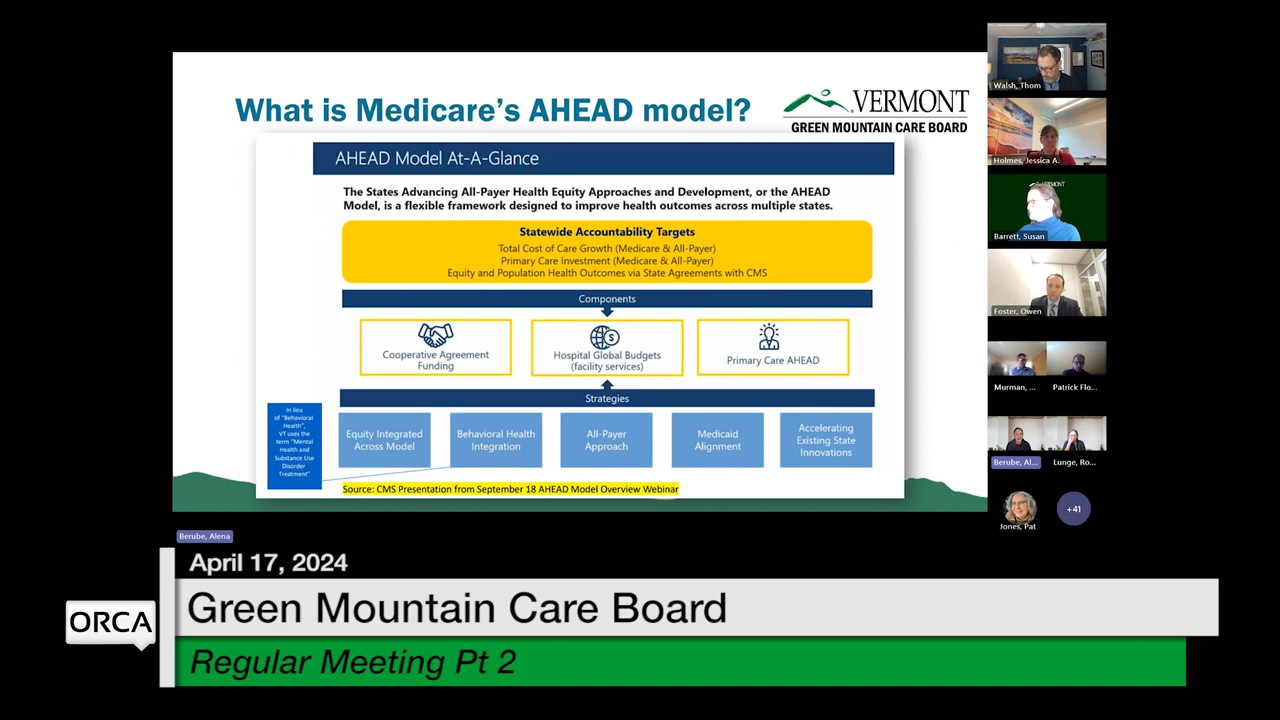 What is Medicare's AHEAD model?
VERMONT
GREEN MOUNTAIN CARE BOARD
AHEAD Model At-A-Glance
The States Advancing All-Payer Health Equity Approaches and Development, or the AHEAD
Model, is a flexible framework designed to improve health outcomes across multiple states.
Statewide Accountability Targets
Total Cost of Care Growth (Medicare & All-Payer)
Primary Care Investment (Medicare & All-Payer)
Equity and Population Health Outcomes via State Agreements with CMS
Components
Cooperative Agreement
Funding
Hospital Global Budgets
(facility services)
Primary Care AHEAD
Strategies
In lieu
of "Behavioral
Health",
VT uses the
term "Mental
Health and
Substance Use
Disorder
Treatment"
Equity Integrated
Across Model
Behavioral Health
Integration
All-Payer
Approach
Medicaid
Alignment
Accelerating
Existing State
Innovations
Source: CMS Presentation from September 18 AHEAD Model Overview Webinar
Walsh, Thom
Holmes, Jessica A.
VERMONT
Barrett, Susan
Foster, Owen
Murman, ...
Patrick Flo...
Berube, Al...
Lunge, Ro...
Jones, Pat
+41
Berube, Alena
April 17, 2024
ORCA
Green Mountain Care Board
Regular Meeting Pt 2